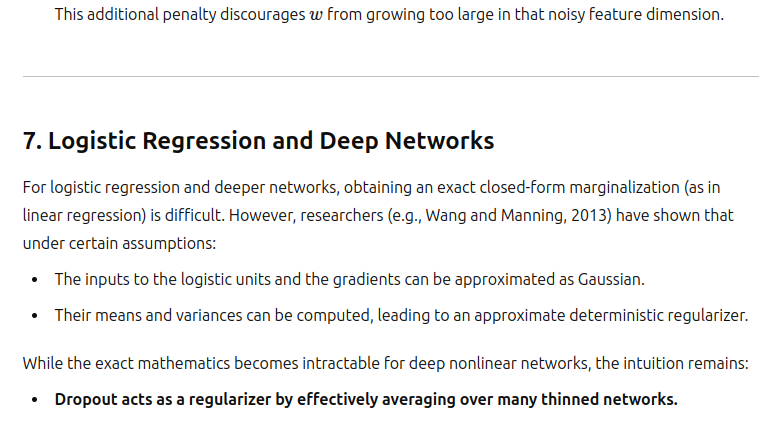 This additional penalty discourages w from growing too large in that noisy feature dimension.
7. Logistic Regression and Deep Networks
For logistic regression and deeper networks, obtaining an exact closed-form marginalization (as in
linear regression) is difficult. However, researchers (e.g., Wang and Manning, 2013) have shown that
under certain assumptions:
• The inputs to the logistic units and the gradients can be approximated as Gaussian.
• Their means and variances can be computed, leading to an approximate deterministic regularizer.
While the exact mathematics becomes intractable for deep nonlinear networks, the intuition remains:
• Dropout acts as a regularizer by effectively averaging over many thinned networks.